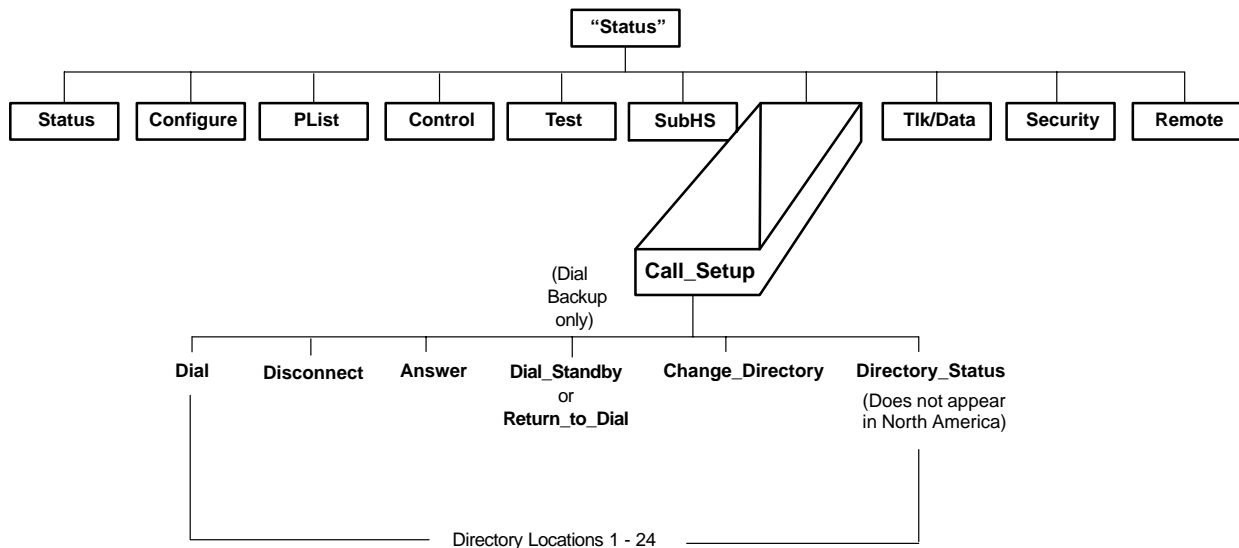 “Status”
Status
Configure
PList
Control
Test
SubHS
Tlk/Data
Security
Remote
Call_Setup
(Dial
Backup
only)
Dial
Disconnect
Answer
Dial_Standby
or
Return_to_Dial
Change_Directory
Directory_Status
(Does not appear
in North America)
Directory Locations 1 - 24